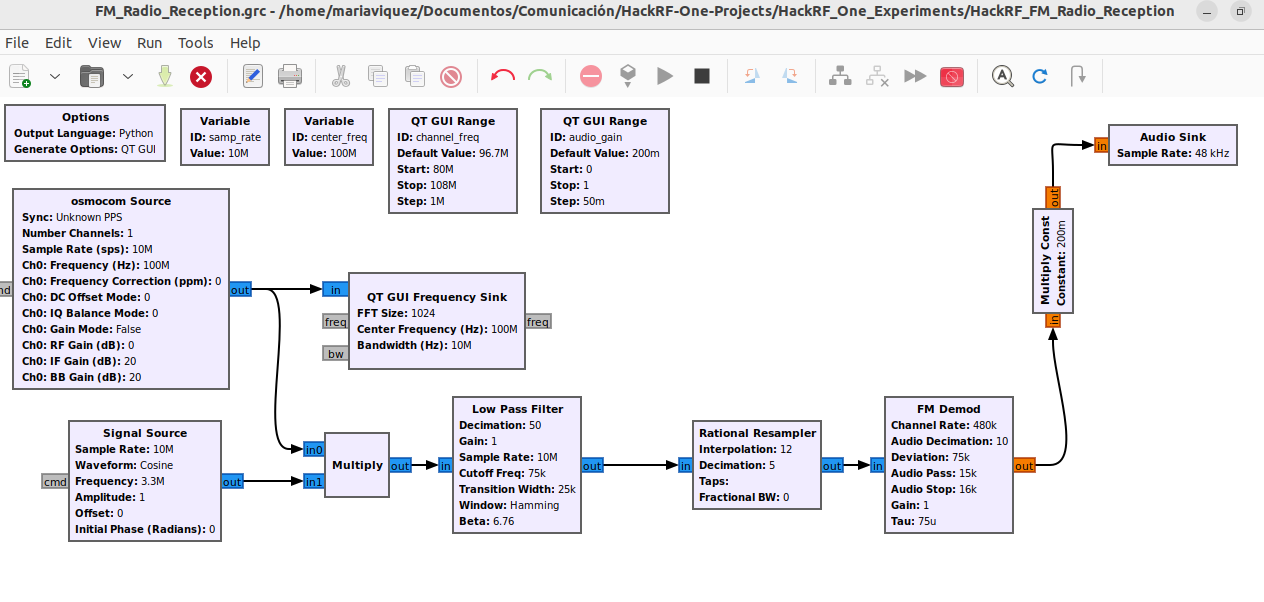 FM_Radio_Reception.grc - /home/mariaviquez/Documentos/Comunicación/HackRF-One-Projects/HackRF_One_Experiments/HackRF_FM_Radio_Reception
File Edit View Run Tools Help
Options
Output Language: Python
Generate Options: QT GUI
Variable
ID: samp_rate
Value: 10M
Variable
ID: center_freq
Value: 100M
QT GUI Range
ID: channel_freq
Default Value: 96.7M
Start: 80M
Stop: 108M
Step: 1M
QT GUI Range
ID: audio_gain
Default Value: 200m
Start: 0
Stop: 1
Step: 50m
in
Audio Sink
Sample Rate: 48 kHz
osmocom Source
Sync: Unknown PPS
Number Channels: 1
Sample Rate (sps): 10M
Ch0: Frequency (Hz): 100M
Ch0: Frequency Correction (ppm): 0
Ch0: DC Offset Mode: 0
Ch0: IQ Balance Mode: 0
Ch0: Gain Mode: False
Ch0: RF Gain (dB): 0
Ch0: IF Gain (dB): 20
Ch0: BB Gain (dB): 20
nd
out
in
freq
bw
QT GUI Frequency Sink
FFT Size: 1024
Center Frequency (Hz): 100M
Bandwidth (Hz): 10M
freq
out
Multiply Const
Constant: 200m
in
cmd
Signal Source
Sample Rate: 10M
Waveform: Cosine
Frequency: 3.3M
Amplitude: 1
Offset: 0
Initial Phase (Radians): 0
out
in0
in1
Multiply
out
in
Low Pass Filter
Decimation: 50
Gain: 1
Sample Rate: 10M
Cutoff Freq: 75k
Transition Width: 25k
Window: Hamming
Beta: 6.76
out
in
Rational Resampler
Interpolation: 12
Decimation: 5
Taps:
Fractional BW: 0
out
in
FM Demod
Channel Rate: 480k
Audio Decimation: 10
Deviation: 75k
Audio Pass: 15k
Audio Stop: 16k
Gain: 1
Tau: 75u
out